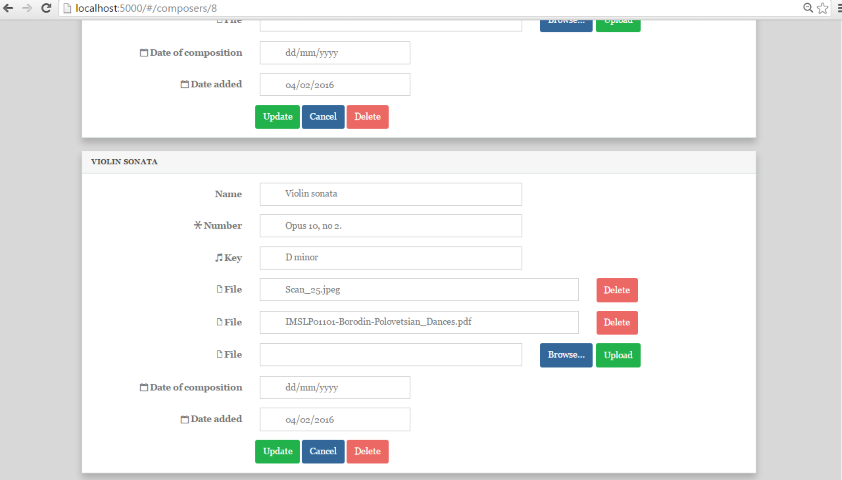 localhost:5000/#/composers/8
File Browse... Upload
Date of composition dd/mm/yyyy
Date added 04/02/2016
Update Cancel Delete
VIOLIN SONATA
Name Violin sonata
Number Opus 10, no 2.
Key D minor
File Scan_25.jpeg Delete
File IMSLP01101-Borodin-Polovetsian_Dances.pdf Delete
File Browse... Upload
Date of composition dd/mm/yyyy
Date added 04/02/2016
Update Cancel Delete